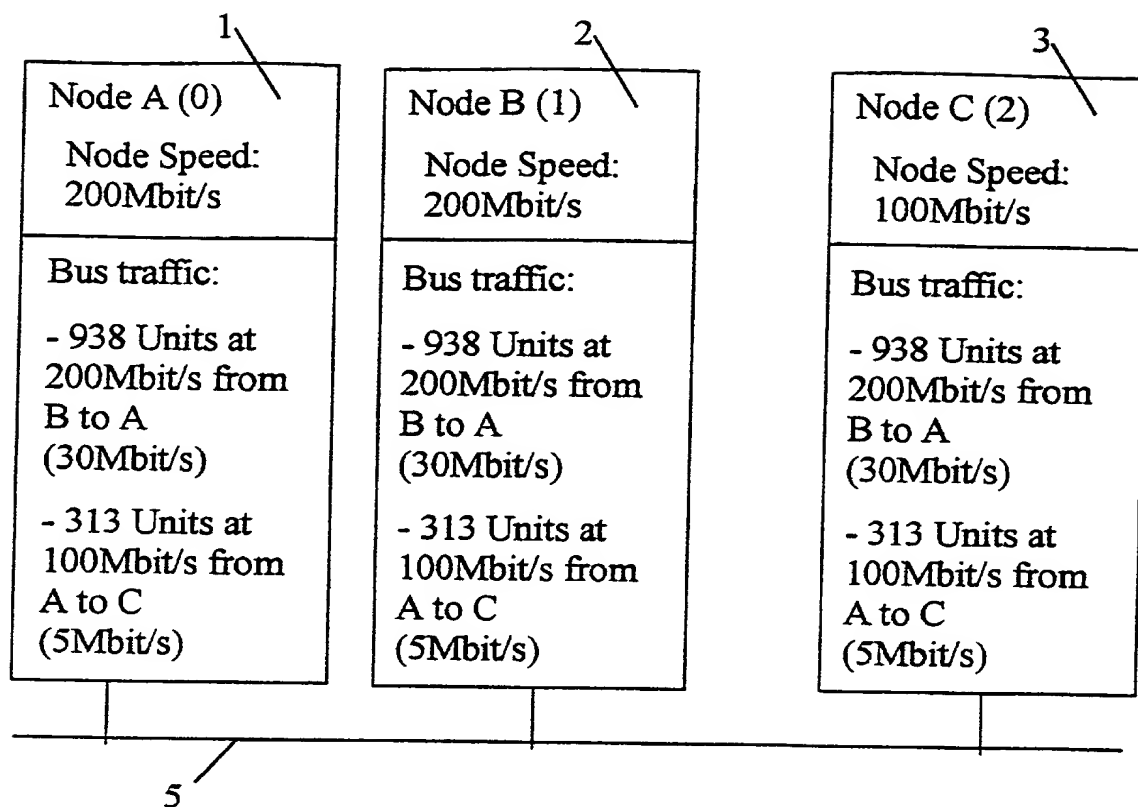 1
2
3
Node A (0)
Node Speed:
200Mbit/s
Bus traffic:
- 938 Units at
200Mbit/s from
B to A
(30Mbit/s)
- 313 Units at
100Mbit/s from
A to C
(5Mbit/s)
Node B (1)
Node Speed:
200Mbit/s
Bus traffic:
- 938 Units at
200Mbit/s from
B to A
(30Mbit/s)
- 313 Units at
100Mbit/s from
A to C
(5Mbit/s)
Node C (2)
Node Speed:
100Mbit/s
Bus traffic:
- 938 Units at
200Mbit/s from
B to A
(30Mbit/s)
- 313 Units at
100Mbit/s from
A to C
(5Mbit/s)
5